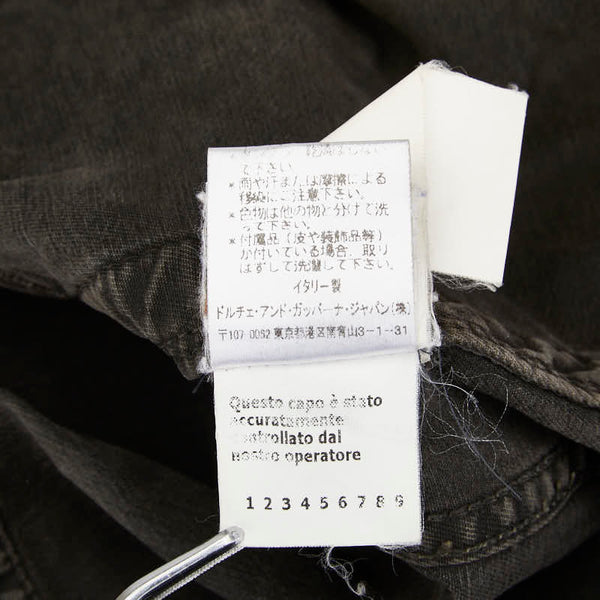 て下さい。
＊雨や汗または摩擦による
移染にご注意下さい。
＊色物は他の物と分けて洗
って下さい。
＊付属品（皮や装飾品等）
が付いている場合、取り
はずして洗濯して下さい。
イタリー製
ドルチェ・アンド・ガッバーナ・ジャパン(株)
〒107-0062 東京都港区南青山3-1-31
Questo capo è stato
accuratamente
controllato dal
nostro operatore
1 2 3 4 5 6 7 8 9